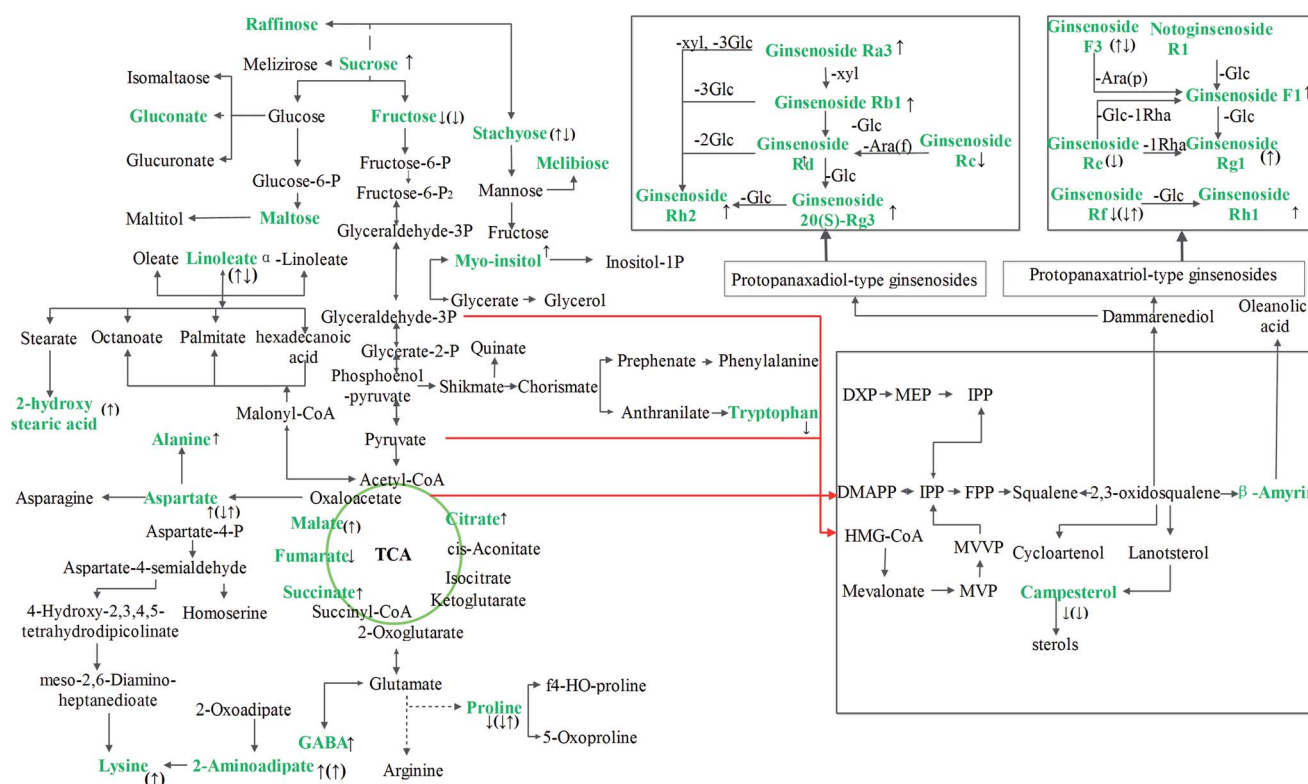 Raffinose
Melizirose
Sucrose ↑
Isomaltaose
Gluconate
Glucose
Glucuronate
Fructose ↓(↓)
Stachyose (↑↓)
Melibiose
Fructose-6-P
Glucose-6-P
Fructose-6-P₂
Mannose
Maltitol
Maltose
Glyceraldehyde-3P
Fructose
Oleate
Linoleate
(↑↓)
α -Linoleate
Myo-insitol ↑
Inositol-1P
Glycerate
Glycerol
Glyceraldehyde-3P
Stearate
Octanoate
Palmitate
hexadecanoic
acid
Glycerate-2-P
Quinate
Prephenate
Phenylalanine
Phosphoenol
-pyruvate
Shikmate
Chorismate
2-hydroxy
stearic acid
(↑)
Malonyl-CoA
Anthranilate
Tryptophan
↓
Alanine ↑
Pyruvate
Acetyl-CoA
Asparagine
Aspartate
↑(↓↑)
Oxaloacetate
Malate (↑)
Citrate ↑
Aspartate-4-P
Fumarate ↓
TCA
cis-Aconitate
Aspartate-4-semialdehyde
Isocitrate
Succinate ↑
Ketoglutarate
Succinyl-CoA
4-Hydroxy-2,3,4,5-
tetrahydrodipicolinate
Homoserine
2-Oxoglutarate
meso-2,6-Diamino-
heptanedioate
Glutamate
f4-HO-proline
2-Oxoadipate
Proline
↓(↓↑)
5-Oxoproline
GABA ↑
Lysine
(↑)
2-Aminoadipate ↑(↑)
Arginine
-xyl, -3Glc
Ginsenoside Ra3 ↑
-xyl
-3Glc
Ginsenoside Rb1 ↑
-Glc
-2Glc
Ginsenoside
Rd
↑
-Ara(f)
Ginsenoside
Rc ↓
-Glc
Ginsenoside
Rh2 ↑
-Glc
Ginsenoside
20(S)-Rg3 ↑
Ginsenoside
F3 (↑↓)
Notoginsenoside
R1
-Ara(p)
-Glc
Ginsenoside F1 ↑
-Glc-1Rha
-Glc
Ginsenoside
Re (↓)
-1Rha
Ginsenoside
Rg1 (↑)
Ginsenoside
Rf ↓(↓↑)
-Glc
Ginsenoside
Rh1 ↑
Protopanaxadiol-type ginsenosides
Protopanaxatriol-type ginsenosides
Dammarenediol
Oleanolic
acid
DXP
MEP
IPP
DMAPP
IPP
FPP
Squalene
2,3-oxidosqualene
β -Amyrin
HMG-CoA
MVVP
Cycloartenol
Lanotsterol
Mevalonate
MVP
Campesterol
↓(↓)
sterols